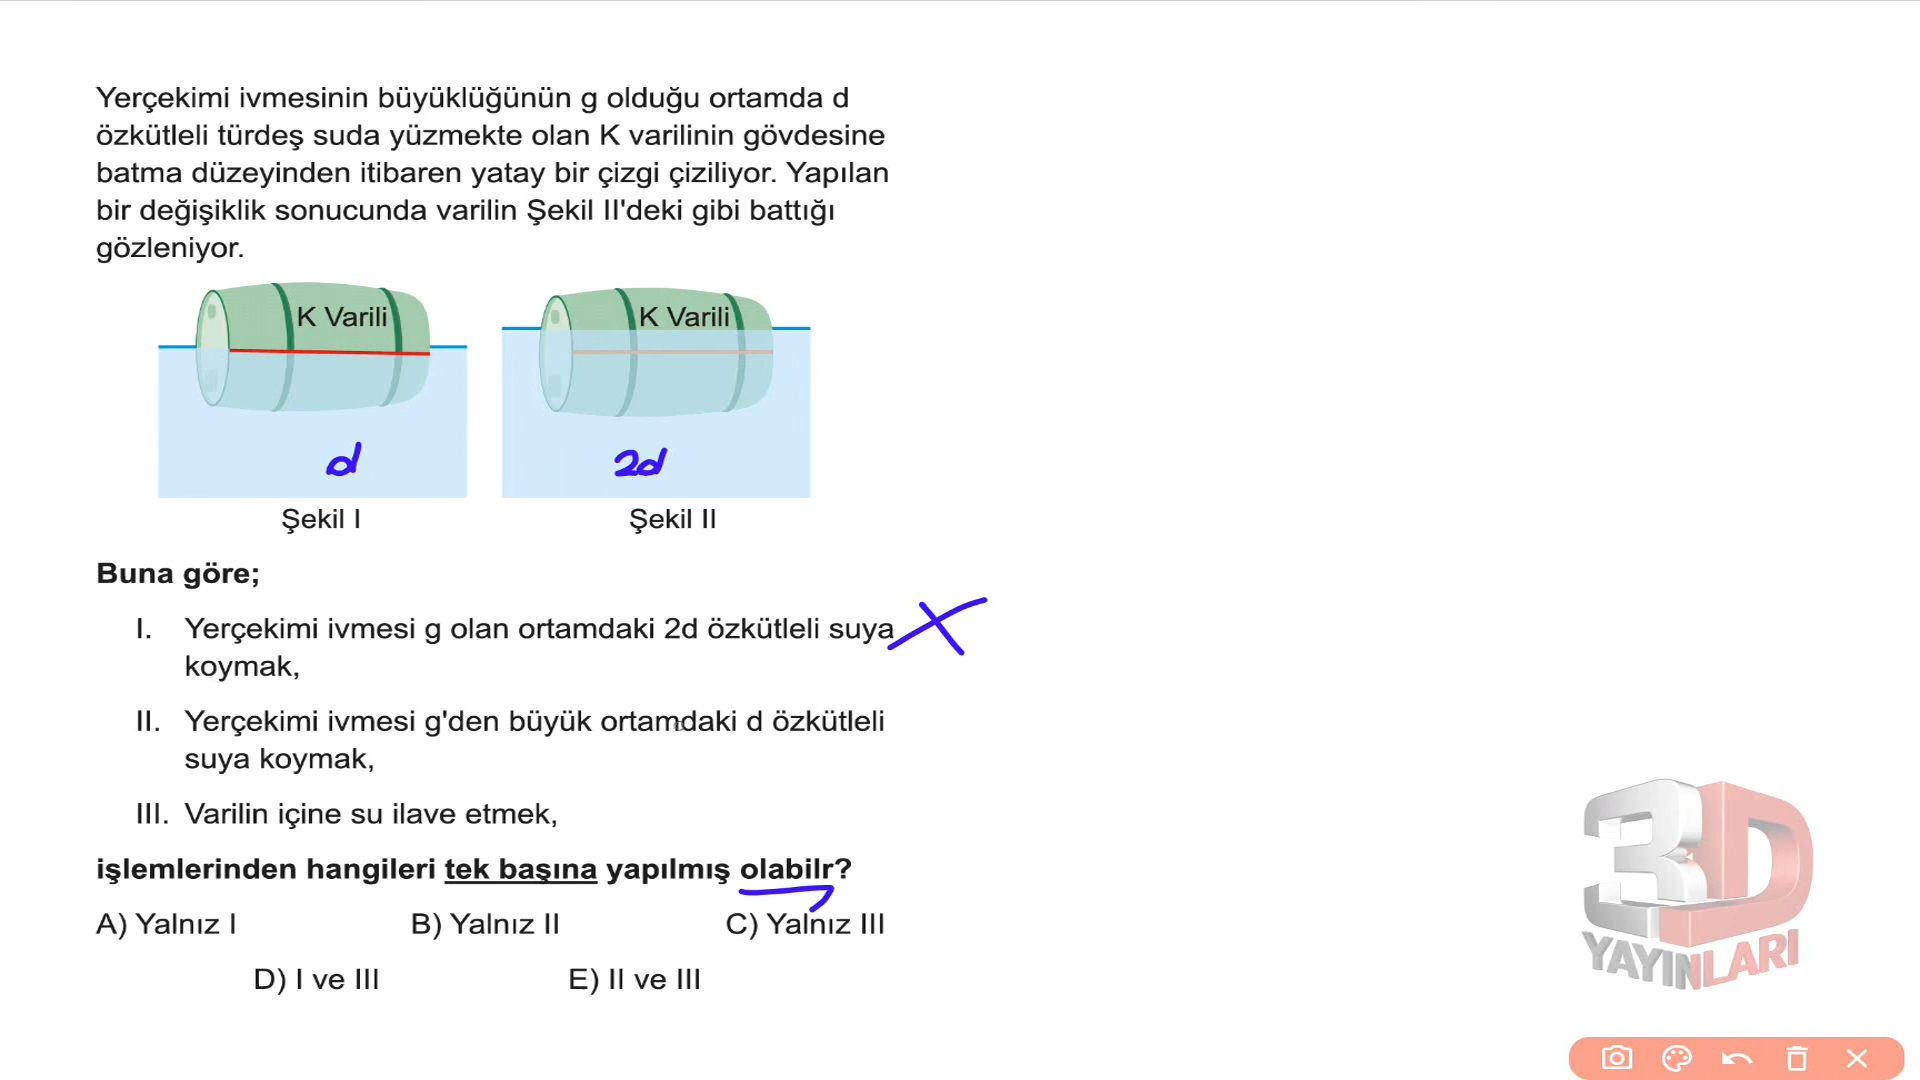 Yerçekimi ivmesinin büyüklüğünün g olduğu ortamda d
özkütleli türdeş suda yüzmekte olan K varilinin gövdesine
batma düzeyinden itibaren yatay bir çizgi çiziliyor. Yapılan
bir değişiklik sonucunda varilin Şekil II'deki gibi battığı
gözleniyor.
K Varili
K Varili
d
2d
Şekil I
Şekil II
Buna göre;
I. Yerçekimi ivmesi g olan ortamdaki 2d özkütleli suya
koymak,
II. Yerçekimi ivmesi g'den büyük ortamdaki d özkütleli
suya koymak,
III. Varilin içine su ilave etmek,
işlemlerinden hangileri tek başına yapılmış olabilr?
A) Yalnız I B) Yalnız II C) Yalnız III
D) I ve III E) II ve III
3D
YAYINLARI